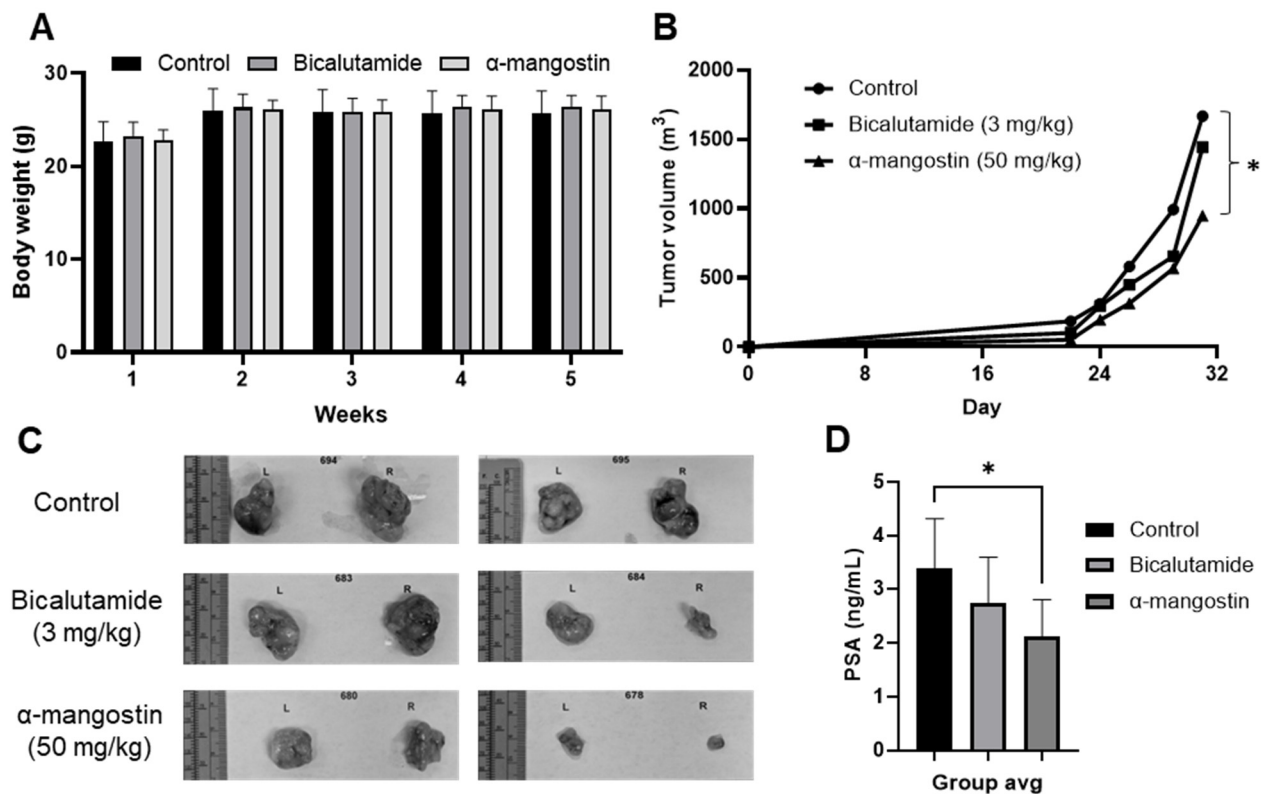 A
Control
Bicalutamide
α-mangostin
Body weight (g)
30
20
10
0
1
2
3
4
5
Weeks
B
Control
Bicalutamide (3 mg/kg)
α-mangostin (50 mg/kg)
Tumor volume (m³)
2000
1500
1000
500
0
*
0
8
16
24
32
Day
C
Control
694
L
R
695
L
R
Bicalutamide
(3 mg/kg)
683
L
R
684
L
R
α-mangostin
(50 mg/kg)
680
L
R
678
L
R
D
*
PSA (ng/mL)
5
4
3
2
1
0
Control
Bicalutamide
α-mangostin
Group avg